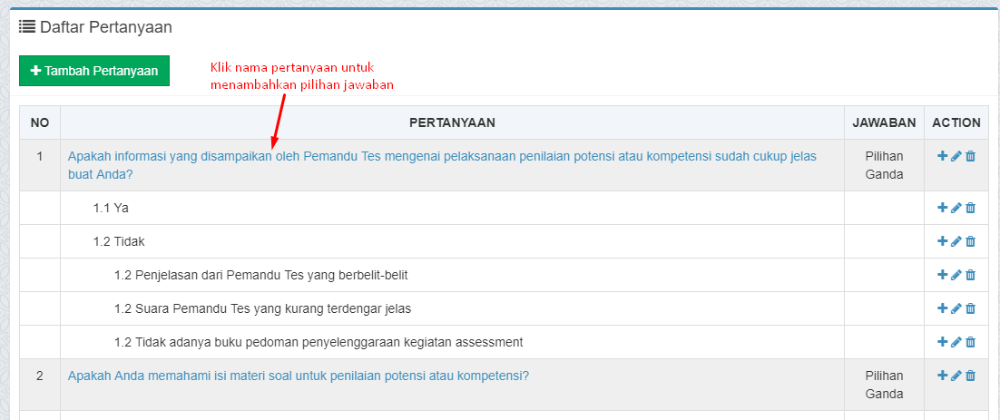 Daftar Pertanyaan
Tambah Pertanyaan
Klik nama pertanyaan untuk
menambahkan pilihan jawaban
NO PERTANYAAN JAWABAN ACTION
1 Apakah informasi yang disampaikan oleh Pemandu Tes mengenai pelaksanaan penilaian potensi atau kompetensi sudah cukup jelas Pilihan
buat Anda? Ganda
1.1 Ya
1.2 Tidak
1.2 Penjelasan dari Pemandu Tes yang berbelit-belit
1.2 Suara Pemandu Tes yang kurang terdengar jelas
1.2 Tidak adanya buku pedoman penyelenggaraan kegiatan assessment
2 Apakah Anda memahami isi materi soal untuk penilaian potensi atau kompetensi? Pilihan
Ganda